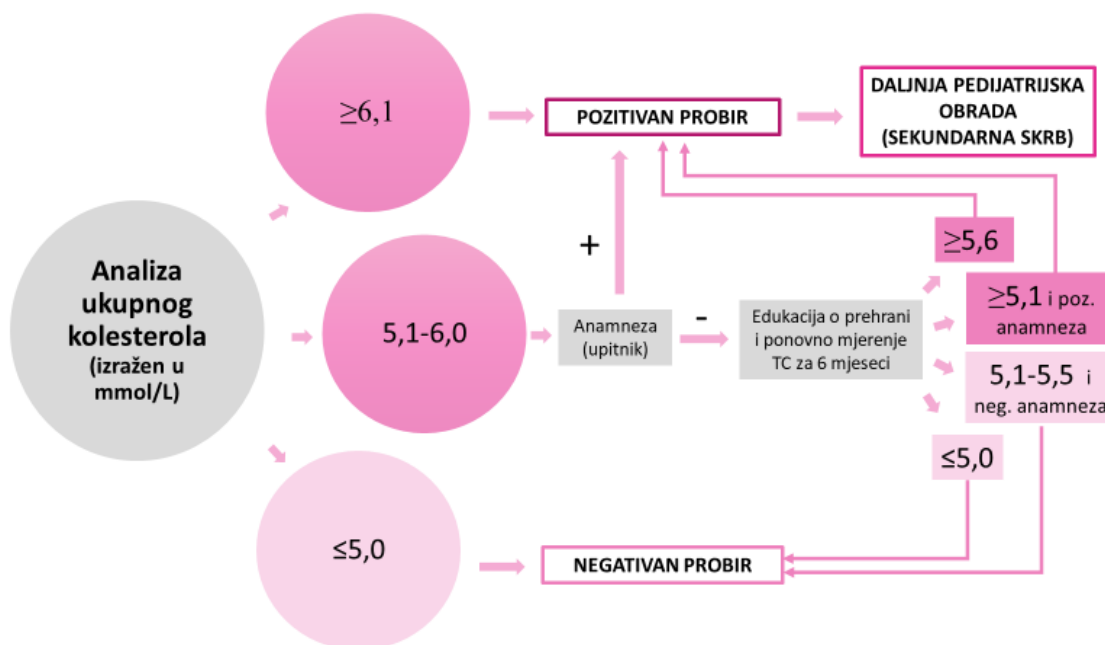 ≥6,1
POZITIVAN PROBIR
DALJNJA PEDIJATRIJSKA
OBRADA
(SEKUNDARNA SKRB)
Analiza
ukupnog
kolesterola
(izražen u
mmol/L)
5,1-6,0
+
Anamneza
(upitnik)
-
Edukacija o prehrani
i ponovno mjerenje
TC za 6 mjeseci
≥5,6
≥5,1 i poz.
anamneza
5,1-5,5 i
neg. anamneza
≤5,0
≤5,0
NEGATIVAN PROBIR